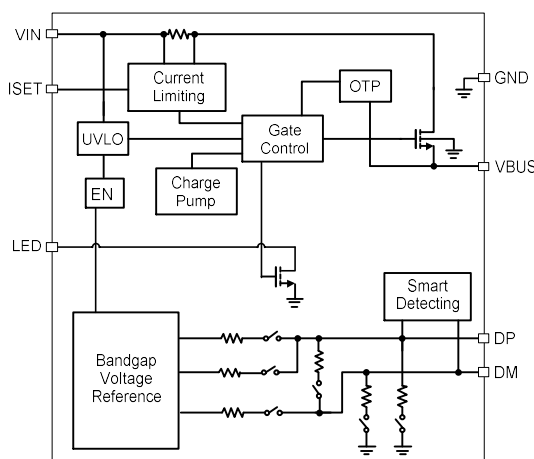 VIN
ISET
Current
Limiting
OTP
GND
UVLO
Gate
Control
VBUS
EN
Charge
Pump
LED
Smart
Detecting
Bandgap
Voltage
Reference
DP
DM